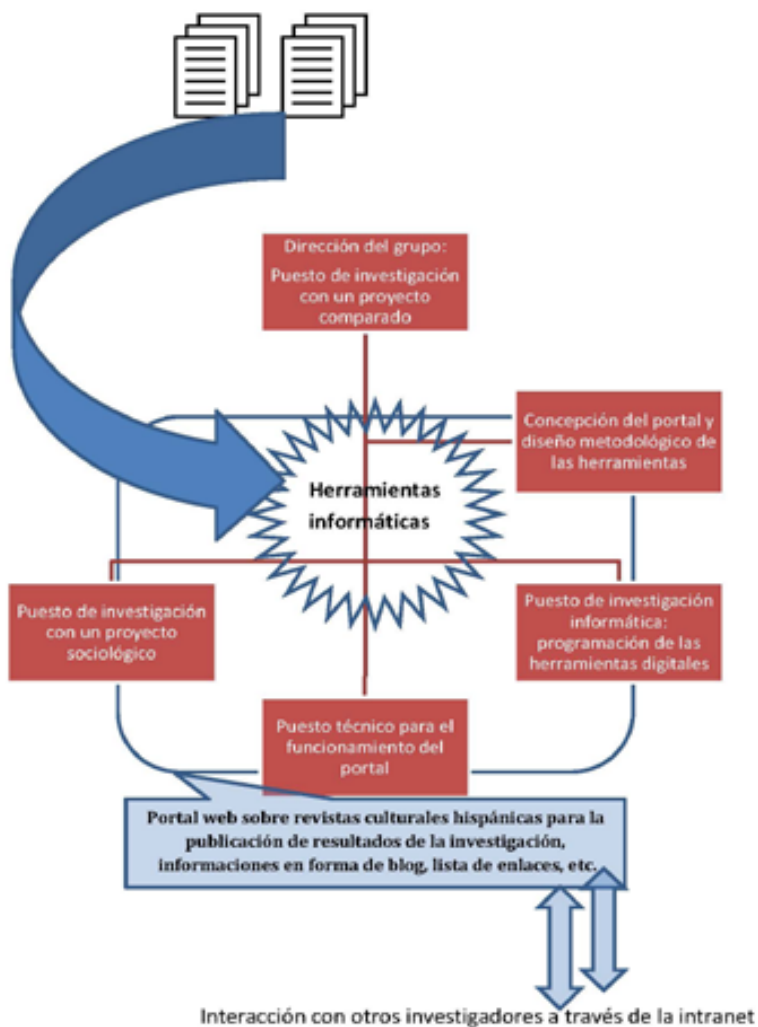 Dirección del grupo:
Puesto de investigación
con un proyecto
comparado
Concepción del portal y
diseño metodológico de
las herramientas
Herramientas
informáticas
Puesto de investigación
con un proyecto
sociológico
Puesto de investigación
informática:
programación de las
herramientas digitales
Puesto técnico para el
funcionamiento del
portal
Portal web sobre revistas culturales hispánicas para la
publicación de resultados de la investigación,
informaciones en forma de blog, lista de enlaces, etc.
Interacción con otros investigadores a través de la intranet